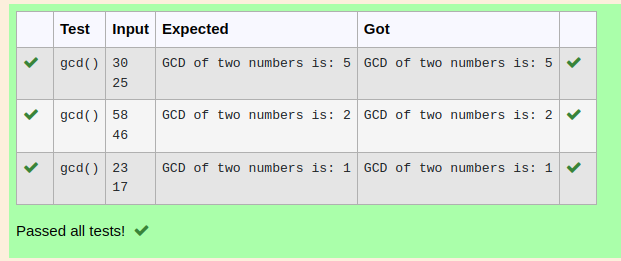 Test Input Expected Got
gcd() 30 GCD of two numbers is: 5 GCD of two numbers is: 5
25
gcd() 58 GCD of two numbers is: 2 GCD of two numbers is: 2
46
gcd() 23 GCD of two numbers is: 1 GCD of two numbers is: 1
17
Passed all tests!